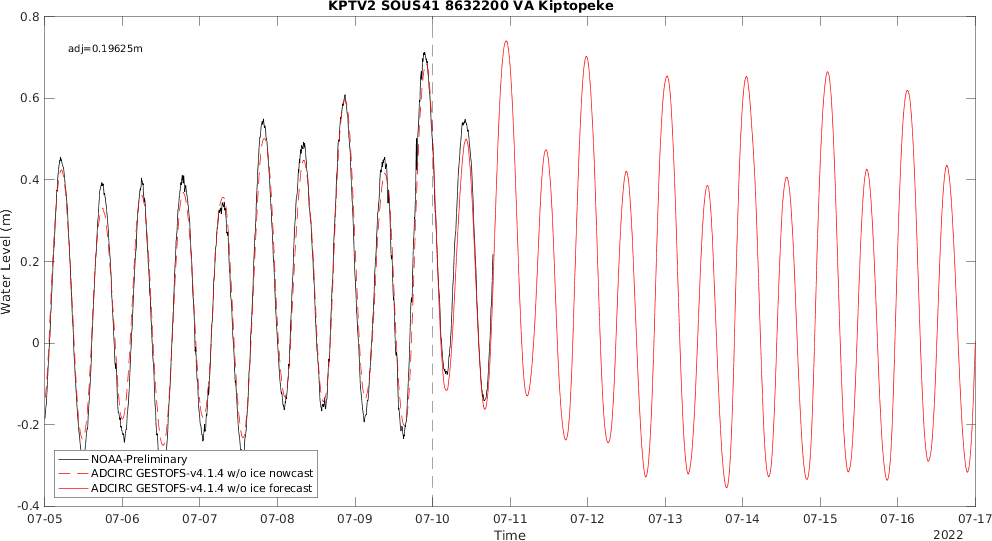 KPTV2 SOUS41 8632200 VA Kiptopeke
adj=0.19625m
0.8
0.6
0.4
0.2
0
-0.2
-0.4
Water Level (m)
NOAA-Preliminary
ADCIRC GESTOFS-v4.1.4 w/o ice nowcast
ADCIRC GESTOFS-v4.1.4 w/o ice forecast
07-05 07-06 07-07 07-08 07-09 07-10 07-11 07-12 07-13 07-14 07-15 07-16 07-17
Time
2022